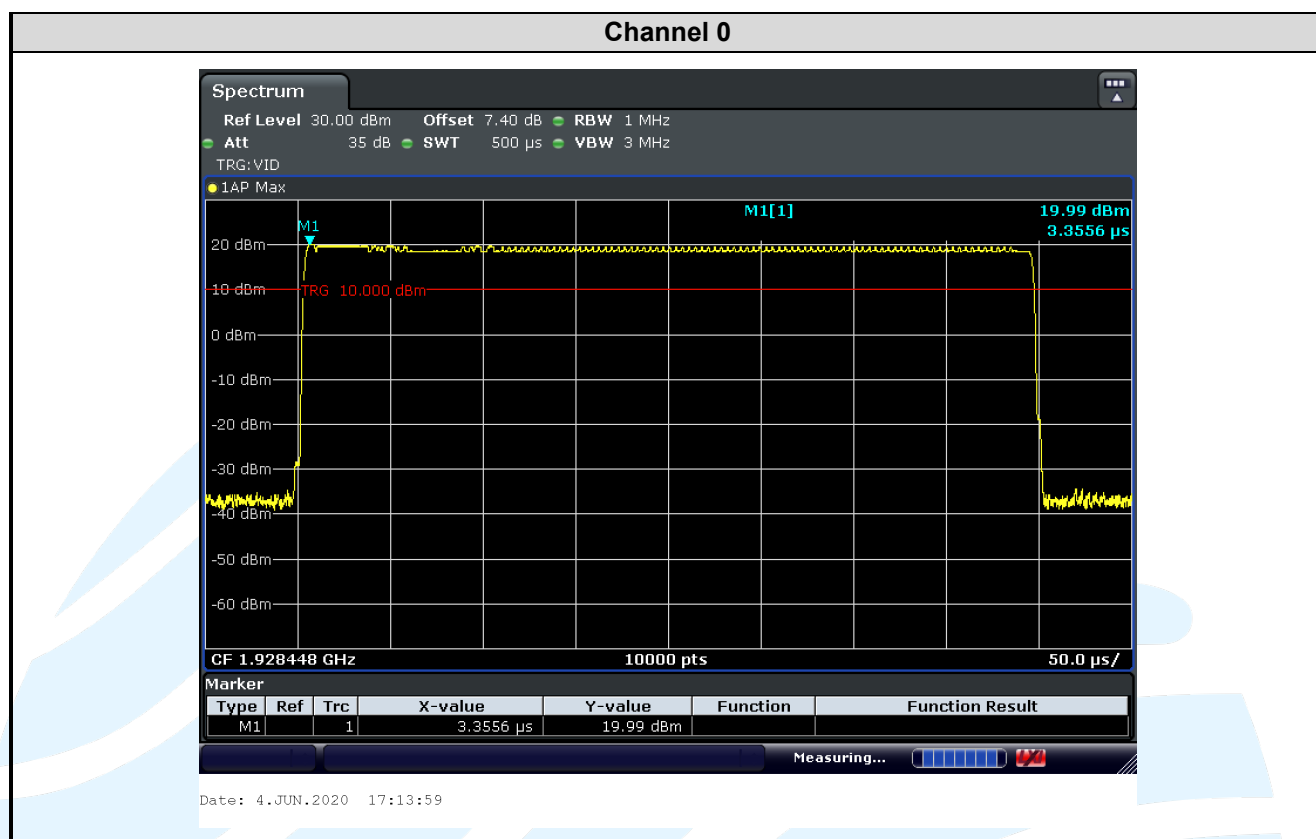 Channel 0
Spectrum
Ref Level 30.00 dBm Offset 7.40 dB RBW 1 MHz
Att 35 dB SWT 500 µs VBW 3 MHz
TRG:VID
1AP Max
M1[1] 19.99 dBm
M1 3.3556 µs
20 dBm
10 dBm TRG 10.000 dBm
0 dBm
-10 dBm
-20 dBm
-30 dBm
-40 dBm
-50 dBm
-60 dBm
CF 1.928448 GHz 10000 pts 50.0 µs/
Marker
Type Ref Trc X-value Y-value Function Function Result
M1 1 3.3556 µs 19.99 dBm
Measuring...
Date: 4.JUN.2020 17:13:59